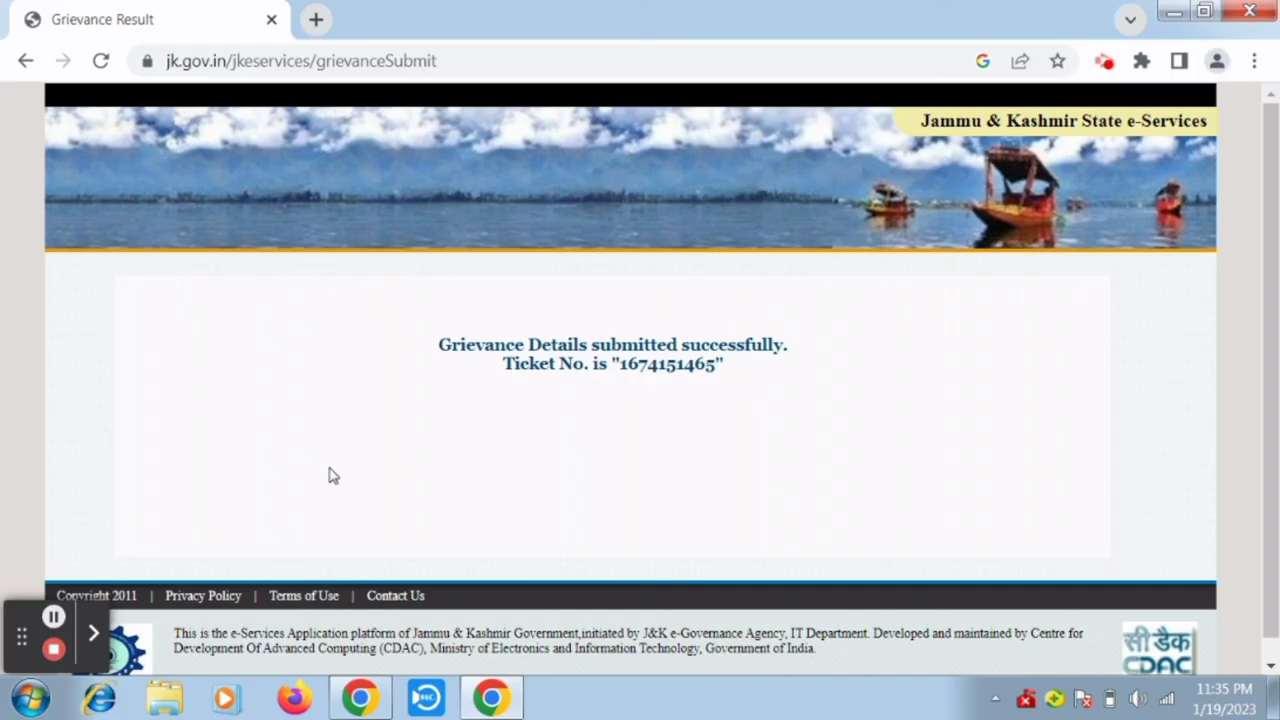 Grievance Result
jk.gov.in/jkeservices/grievanceSubmit
Jammu & Kashmir State e-Services
Grievance Details submitted successfully.
Ticket No. is "1674151465"
Copyright 2011 | Privacy Policy | Terms of Use | Contact Us
This is the e-Services Application platform of Jammu & Kashmir Government,initiated by J&K e-Governance Agency, IT Department. Developed and maintained by Centre for
Development Of Advanced Computing (CDAC), Ministry of Electronics and Information Technology, Government of India.
सी डैक
CDAC
REC
11:35 PM
1/19/2023